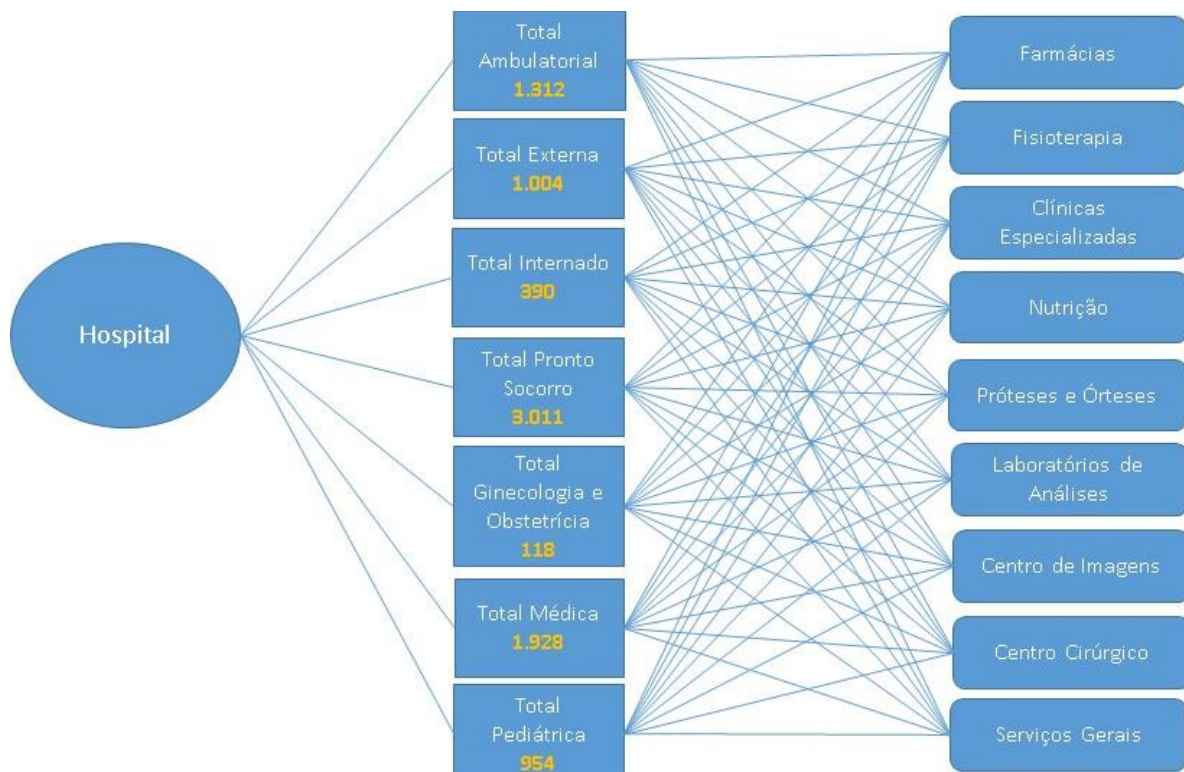 Hospital
Total
Ambulatorial
1.312
Total Externa
1.004
Total Internado
390
Total Pronto
Socorro
3.011
Total
Ginecologia e
Obstetrícia
118
Total Médica
1.928
Total
Pediátrica
954
Farmácias
Fisioterapia
Clínicas
Especializadas
Nutrição
Próteses e Órteses
Laboratórios de
Análises
Centro de Imagens
Centro Cirúrgico
Serviços Gerais